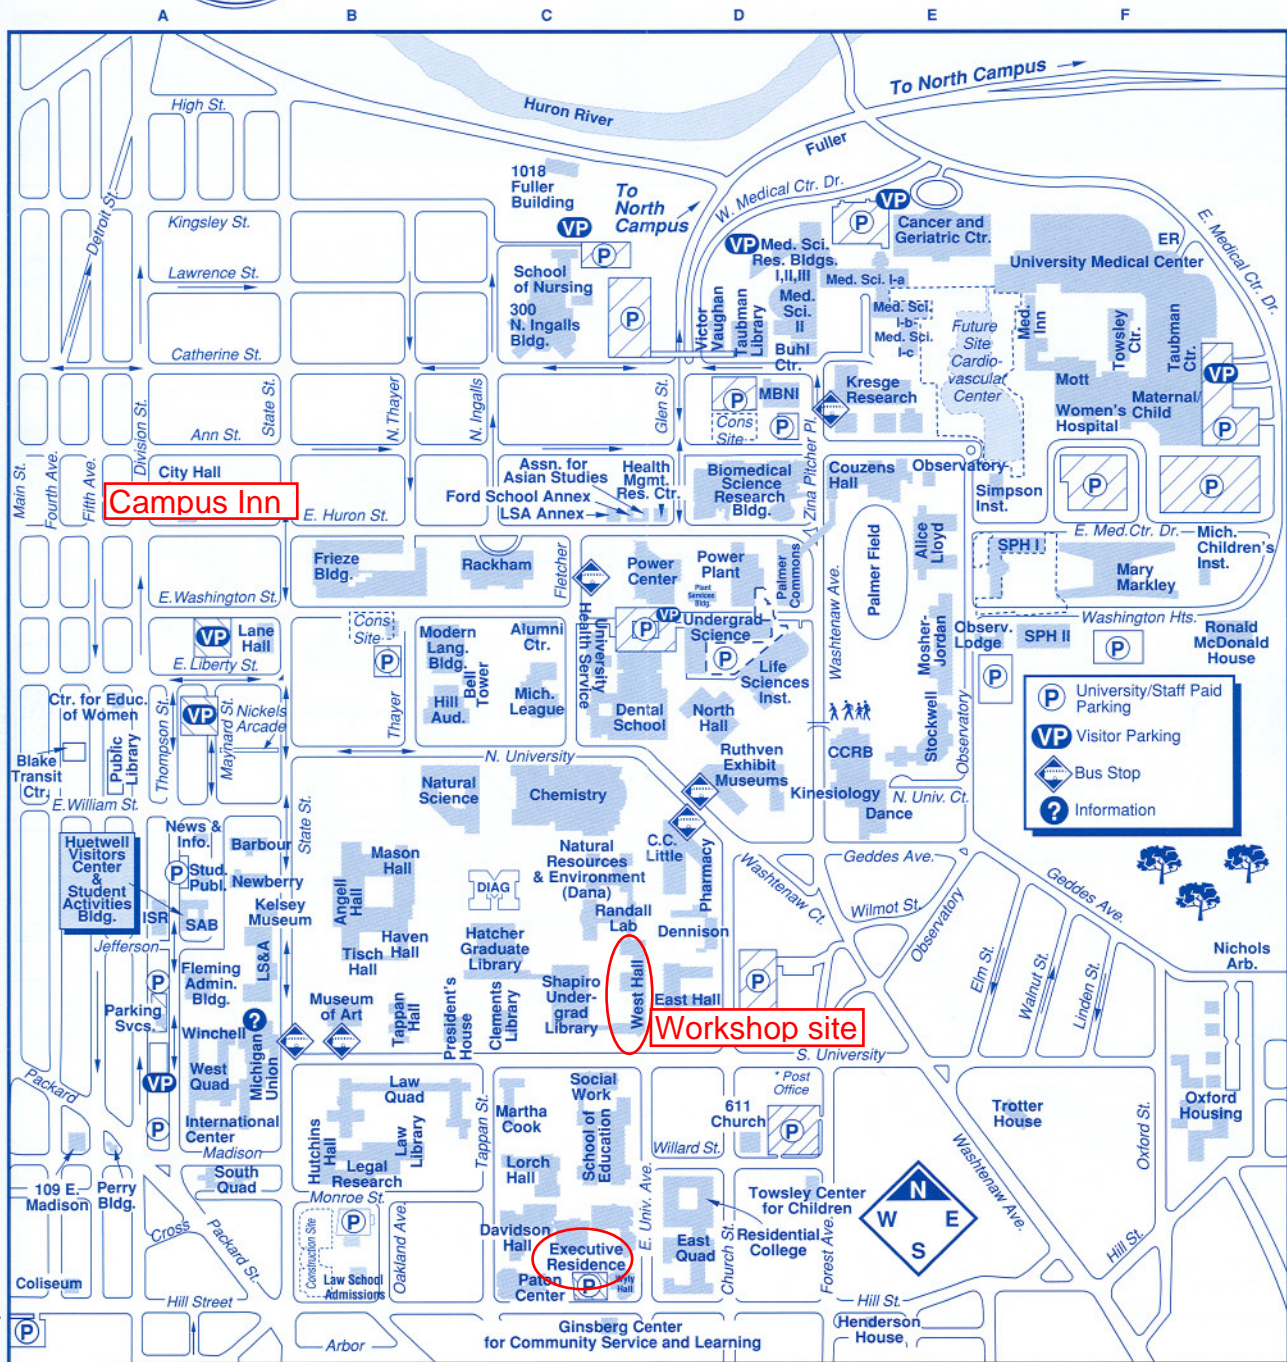 A B C D E F
To North Campus
Huron River
High St.
Fuller
1018
Fuller
Building
To
North
Campus
W. Medical Ctr. Dr.
E. Medical Ctr. Dr.
Detroit St.
Kingsley St.
VP
VP
P
Cancer and
Geriatric Ctr.
ER
University Medical Center
Lawrence St.
P
School
of Nursing
300
N. Ingalls
Bldg.
P
VP
Med. Sci.
Res. Bldgs.
I,II,III
Med.
Sci.
II
Med. Sci. I-a
Med. Sci.
I-b
Med. Sci.
I-c
Future
Site
Cardio-
vascular
Center
Med.
Inn
Towsley
Ctr.
Taubman
Ctr.
Victor
Vaughan
Taubman
Library
Buhl
Ctr.
Catherine St.
VP
Mott
Women's
Hospital
Maternal/
Child
P
Kresge
Research
P
MBNI
Cons
Site
P
Division St.
State St.
N. Thayer
N. Ingalls
Glen St.
Zina Pitcher Pl.
Ann St.
Main St.
Fourth Ave.
Fifth Ave.
City Hall
Campus Inn
E. Huron St.
Assn. for
Asian Studies
Ford School Annex
LSA Annex
Health
Mgmt.
Res. Ctr.
Biomedical
Science
Research
Bldg.
Couzens
Hall
Observatory
Simpson
Inst.
P
P
E. Med.Ctr. Dr.
Mich.
Children's
Inst.
Frieze
Bldg.
Rackham
Fletcher
Power
Center
Power
Plant
Plant
Services
Bldg.
Palmer
Commons
Palmer Field
Alice
Lloyd
SPH I
Mary
Markley
E.Washington St.
Washtenaw Ave.
Washington Hts.
VP
Lane
Hall
Cons
Site
P
Modern
Lang.
Bldg.
Alumni
Ctr.
University
Health Service
P
VP
Undergrad
Science
P
Life
Sciences
Inst.
Mosher-
Jordan
Observ.
Lodge
SPH II
P
P
Ronald
McDonald
House
E. Liberty St.
Ctr. for Educ.
of Women
Thompson St.
VP
Maynard St.
Nickels
Arcade
Thayer
Hill
Aud.
Bell
Tower
Mich.
League
Dental
School
North
Hall
Stockwell
Observatory
P University/Staff Paid
Parking
VP Visitor Parking
Bus Stop
? Information
Blake
Transit
Ctr.
Public
Library
N. University
Ruthven
Exhibit
Museums
CCRB
Kinesiology
Dance
N. Univ. Ct.
E.William St.
State St.
Natural
Science
Chemistry
Huetwell
Visitors
Center
&
Student
Activities
Bldg.
News &
Info.
P
Stud.
Publ.
Barbour
Newberry
Kelsey
Museum
ISR
SAB
Jefferson
Angell
Hall
Mason
Hall
Haven
Hall
Tisch
Hall
M
DIAG
Hatcher
Graduate
Library
Natural
Resources
& Environment
(Dana)
Randall
Lab
C.C.
Little
Pharmacy
Dennison
Washtenaw Ct.
Geddes Ave.
Wilmot St.
Observatory
Elm St.
Walnut St.
Linden St.
Geddes Ave.
Nichols
Arb.
P
Parking
Svcs.
Fleming
Admin.
Bldg.
LS&A
Museum
of Art
Tappan
Hall
President's
House
Clements
Library
Shapiro
Under-
grad
Library
West Hall
East Hall
P
Workshop site
S. University
Winchell
?
West
Quad
Michigan
Union
Packard
VP
P
International
Center
Madison
South
Quad
Law
Quad
Hutchins
Hall
Law
Library
Legal
Research
Monroe St.
Tappan St.
Martha
Cook
Social
Work
School of
Education
Lorch
Hall
* Post
Office
611
Church
P
Willard St.
Trotter
House
Oxford St.
Oxford
Housing
Washtenaw Ave.
109 E.
Madison
Perry
Bldg.
Cross
Packard St.
Coliseum
Construction Site
P
Law School
Admissions
Oakland Ave.
Davidson
Hall
Executive
Residence
Paton
Center
P
Wyly
Hall
E. Univ. Ave.
East
Quad
Church St.
Towsley Center
for Children
Residential
College
Forest Ave.
N
W E
S
Hill St.
Hill Street
Hill St.
P
Arbor
Ginsberg Center
for Community Service and Learning
Henderson
House